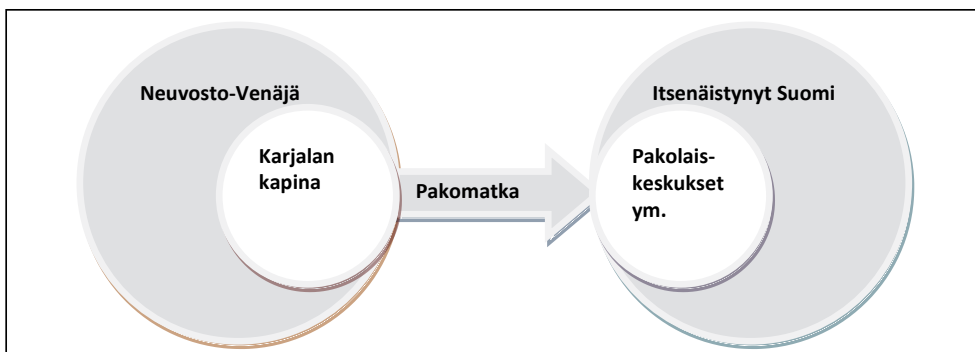 Neuvosto-Venäjä
Karjalan
kapina
Pakomatka
Itsenäistynyt Suomi
Pakolais-
keskukset
ym.